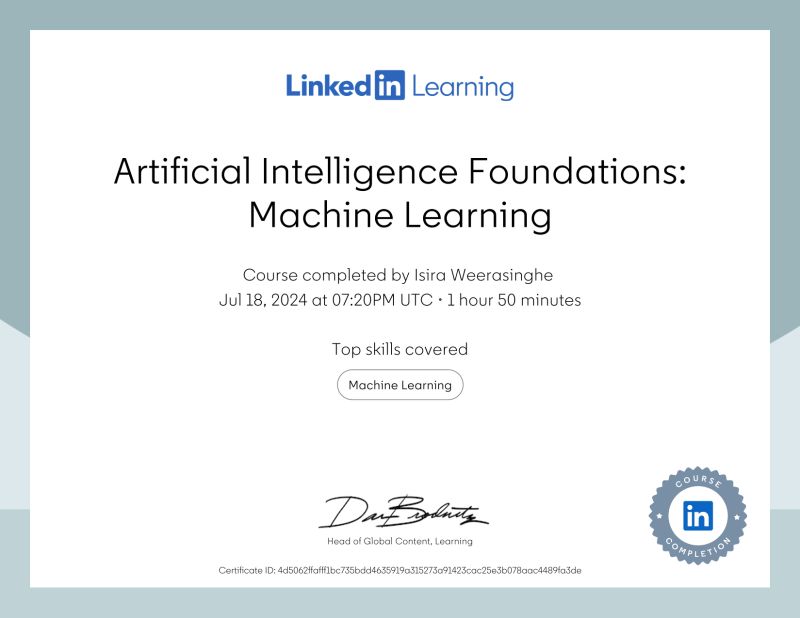 Linked in Learning
Artificial Intelligence Foundations:
Machine Learning
Course completed by Isira Weerasinghe
Jul 18, 2024 at 07:20PM UTC • 1 hour 50 minutes
Top skills covered
Machine Learning
Head of Global Content, Learning
COURSE
in
COMPLETION
Certificate ID: 4d5062ffafff1bc735bdd4635919a315273a91423cac25e3b078aac4489fa3de